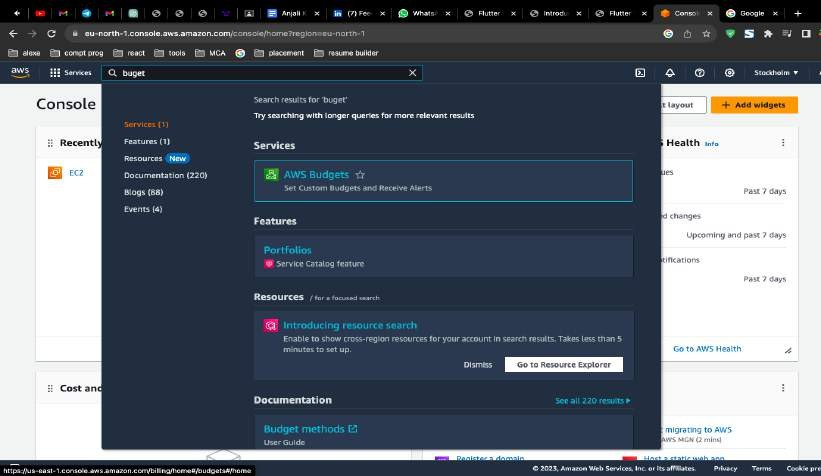 Anjali K
(7) Fee
WhatsA
Flutter
Introdu
Flutter
Consol
Google
eu-north-1.console.aws.amazon.com/console/home?region=eu-north-1
alexa
compt prog
react
tools
MCA
placement
resume builder
aws
Services
buget
Stockholm
Console
t layout
+ Add widgets
Search results for 'buget'
Try searching with longer queries for more relevant results
Services (1)
Features (1)
Resources New
Documentation (220)
Blogs (88)
Events (4)
Services
AWS Budgets
Set Custom Budgets and Receive Alerts
Features
Portfolios
Service Catalog feature
Resources / for a focused search
Introducing resource search
Enable to show cross-region resources for your account in search results. Takes less than 5
minutes to set up.
Dismiss
Go to Resource Explorer
Documentation
See all 220 results
Budget methods
User Guide
Recently
EC2
Cost and
S Health Info
ues
Past 7 days
d changes
Upcoming and past 7 days
otifications
Past 7 days
Go to AWS Health
t migrating to AWS
AWS MGN (2 mins)
Register a domain
Host a static web app
https://us-east-1.console.aws.amazon.com/billing/home#/budgets#/home
© 2023, Amazon Web Services, Inc. or its affiliates.
Privacy
Terms
Cookie pre